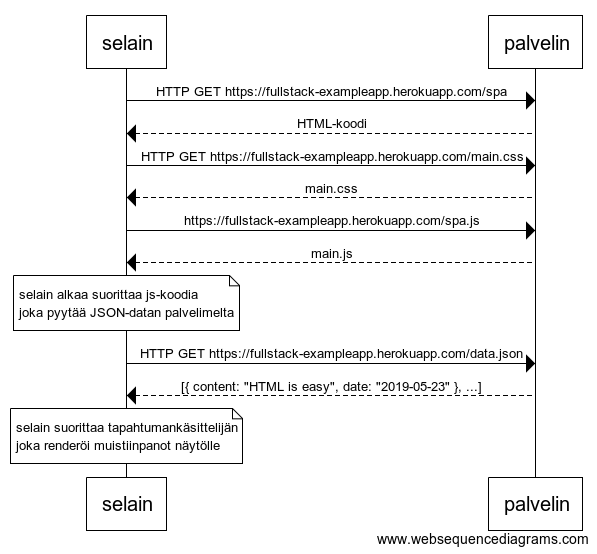 selain
palvelin
HTTP GET https://fullstack-exampleapp.herokuapp.com/spa
HTML-koodi
HTTP GET https://fullstack-exampleapp.herokuapp.com/main.css
main.css
https://fullstack-exampleapp.herokuapp.com/spa.js
main.js
selain alkaa suorittaa js-koodia
joka pyytää JSON-datan palvelimelta
HTTP GET https://fullstack-exampleapp.herokuapp.com/data.json
[{ content: "HTML is easy", date: "2019-05-23" }, ...]
selain suorittaa tapahtumankäsittelijän
joka renderöi muistiinpanot näytölle
selain
palvelin
www.websequencediagrams.com